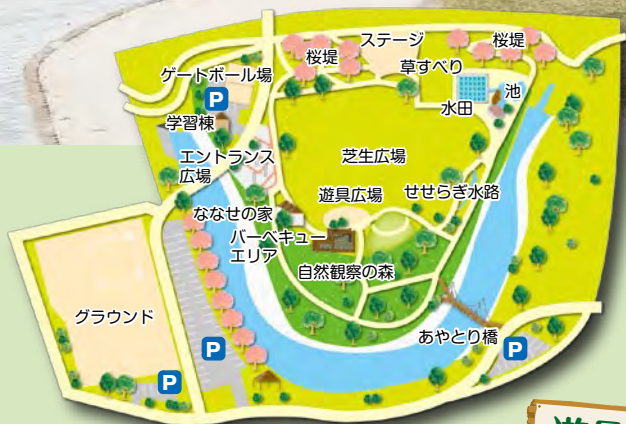 ステージ
桜堤
桜堤
ゲートボール場
草すべり
P
池
水田
学習棟
エントランス
広場
芝生広場
遊具広場
せせらぎ水路
ななせの家
バーベキュー
エリア
自然観察の森
グラウンド
あやとり橋
P
P
P